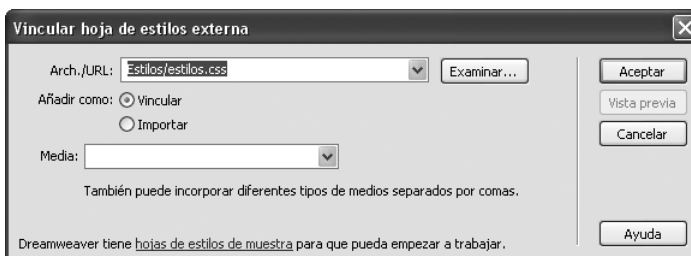 Vincular hoja de estilos externa
Arch./URL: Estilos/estilos.css Examinar...
Aceptar
Añadir como: Vincular
Vista previa
Importar
Cancelar
Media:
También puede incorporar diferentes tipos de medios separados por comas.
Dreamweaver tiene hojas de estilos de muestra para que pueda empezar a trabajar.
Ayuda